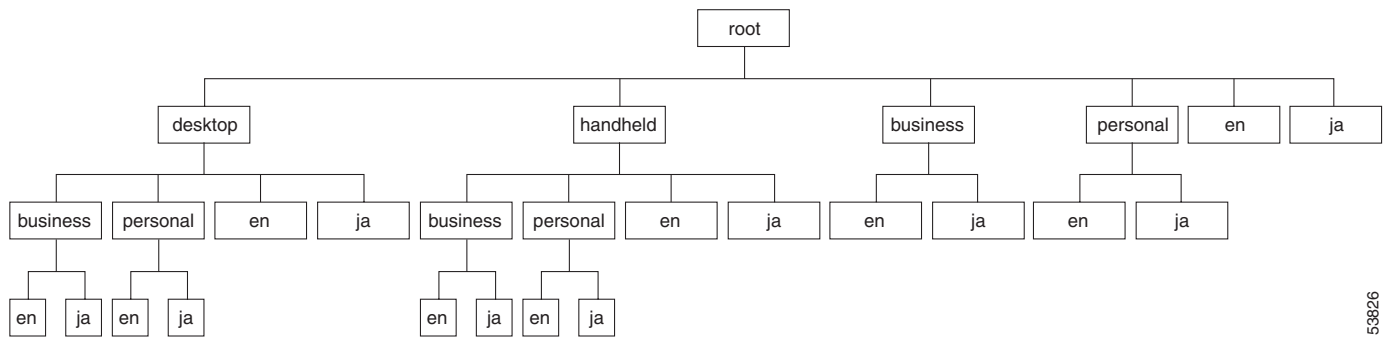 root
desktop handheld business personal en ja
business personal en ja business personal en ja en ja en ja
en ja en ja en ja en ja
53826